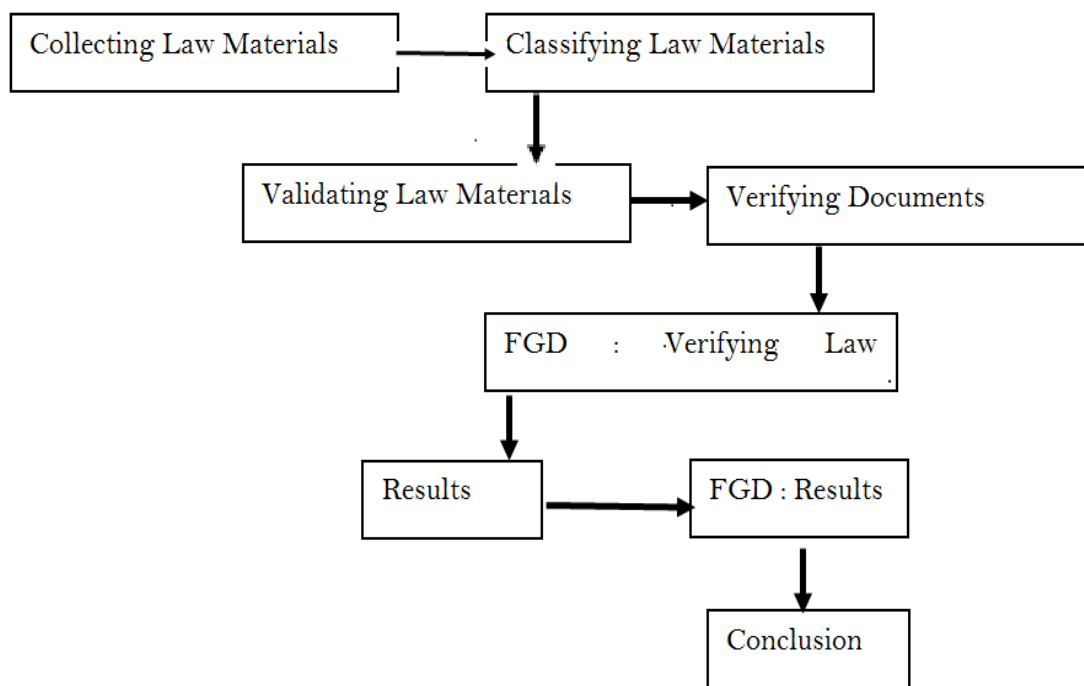 Collecting Law Materials
Classifying Law Materials
Validating Law Materials
Verifying Documents
FGD : Verifying Law
Results
FGD : Results
Conclusion